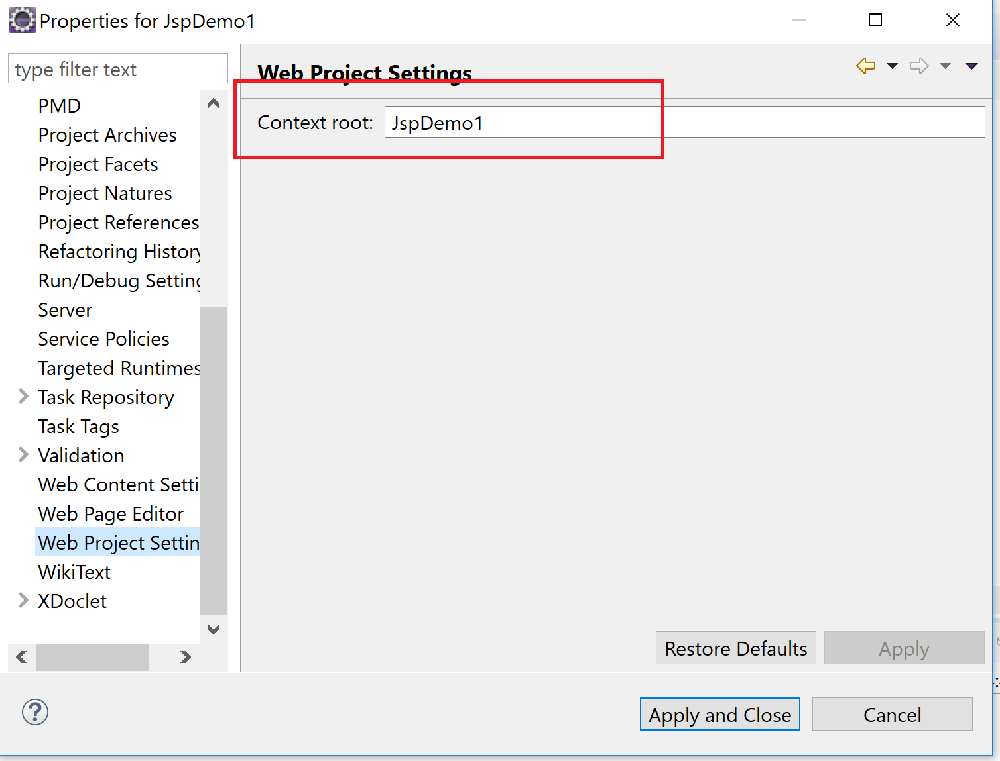 Properties for JspDemo1
type filter text
PMD
Project Archives
Project Facets
Project Natures
Project References
Refactoring History
Run/Debug Setting
Server
Service Policies
Targeted Runtimes
Task Repository
Task Tags
Validation
Web Content Setti
Web Page Editor
Web Project Settin
WikiText
XDoclet
Web Project Settings
Context root: JspDemo1
Restore Defaults Apply
? Apply and Close Cancel